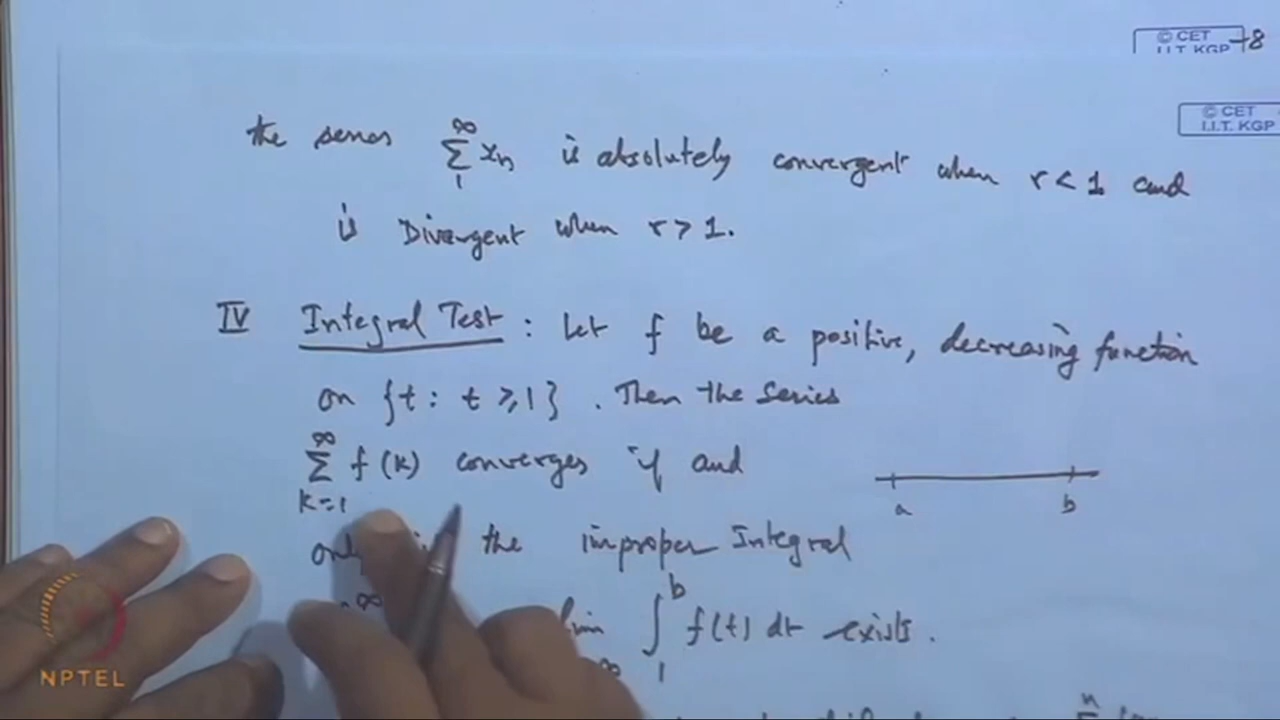 © CET
I.I.T. KGP
-8
© CET
I.I.T. KGP
the series ∑₁^∞ xₙ is absolutely convergent when r < 1 and
is Divergent when r > 1.
IV Integral Test : Let f be a positive, decreasing function
on {t : t ≥ 1} . Then the series
∑_{k=1}^∞ f(k) converges if and
a b
the improper Integral
∞ ∫₁^b f(t) dt exists.
n
NPTEL